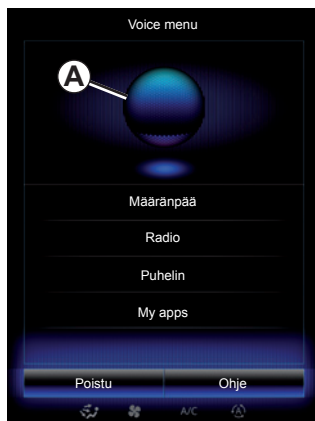 Voice menu
A
Määränpää
Radio
Puhelin
My apps
Poistu
Ohje
A/C